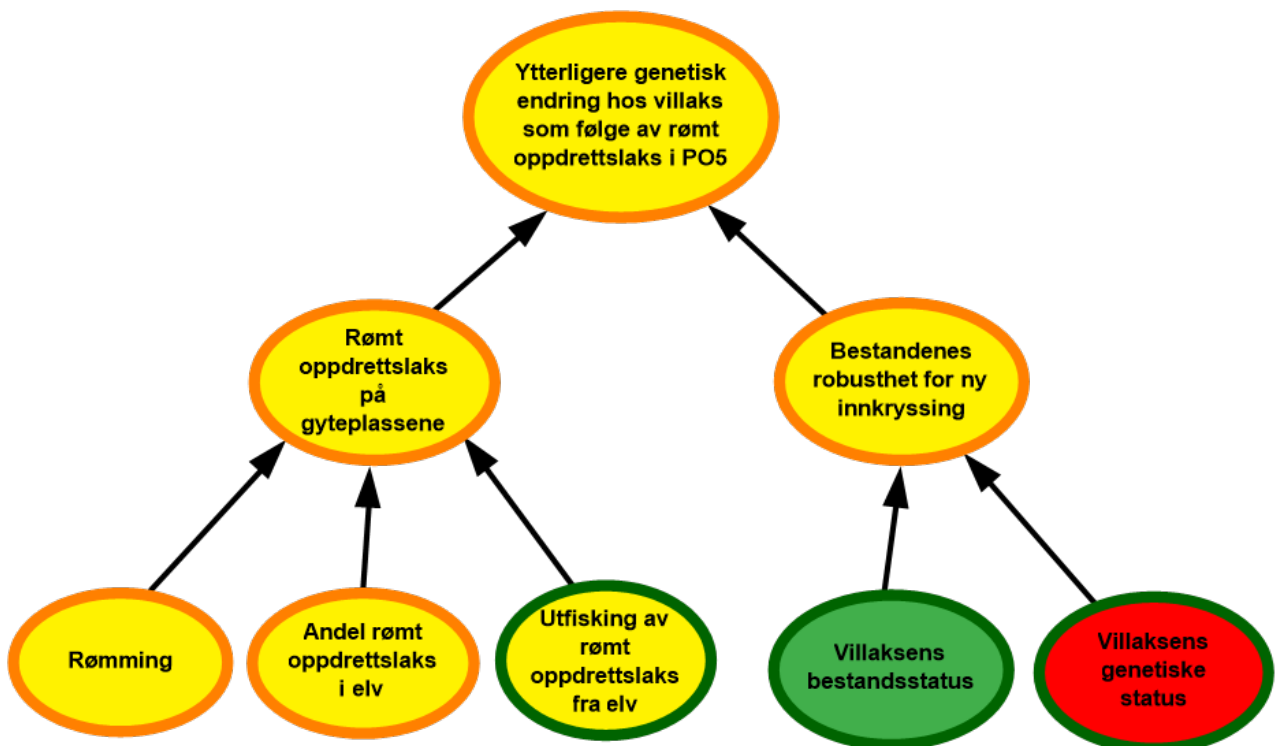 Ytterligere genetisk
endring hos villaks
som følge av rømt
oppdrettslaks i PO5
Rømt
oppdrettslaks
på
gyteplassene
Bestandenes
robusthet for ny
innkryssing
Rømming
Andel rømt
oppdrettslaks
i elv
Utfisking av
rømt
oppdrettslaks
fra elv
Villaksens
bestandsstatus
Villaksens
genetiske
status